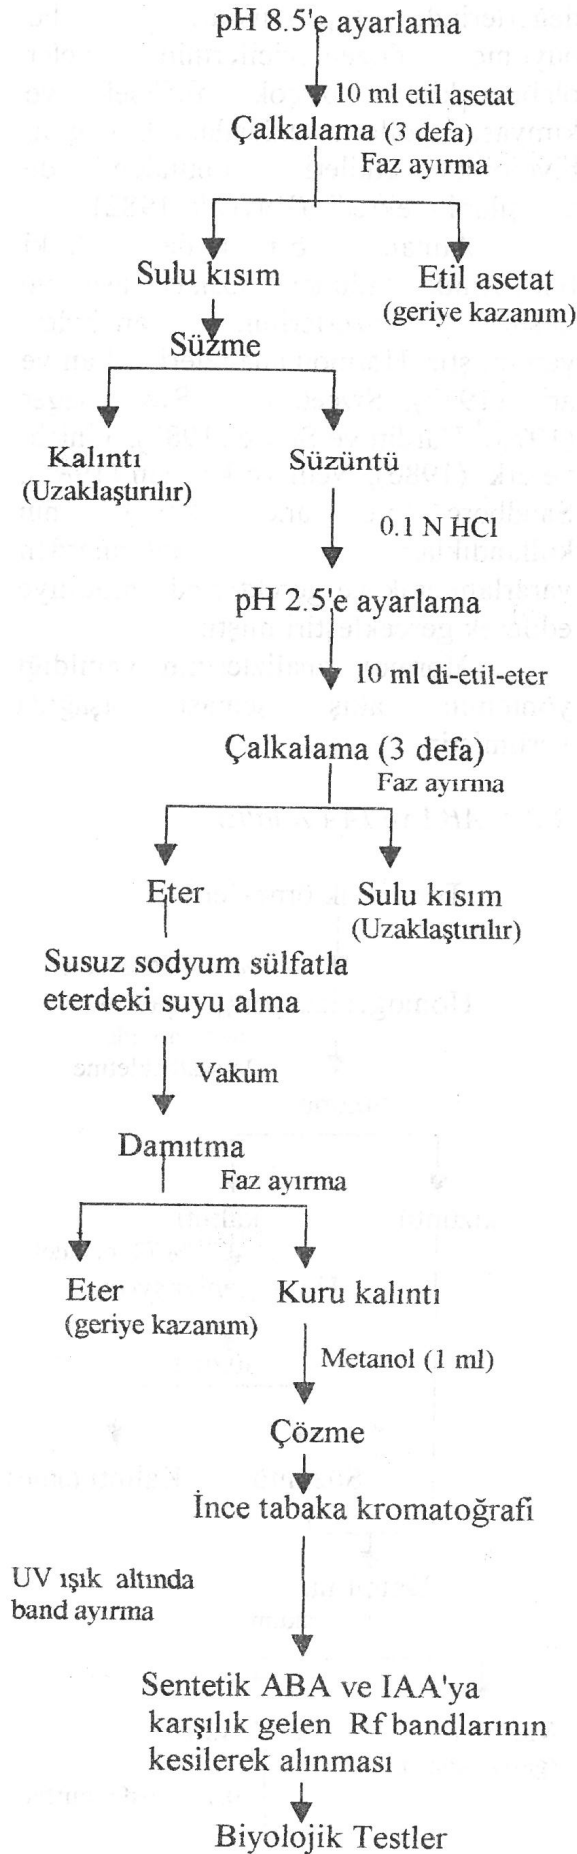 pH 8.5'e ayarlama
10 ml etil asetat
Çalkalama (3 defa)
Faz ayırma
Sulu kısım
Etil asetat
(geriye kazanım)
Süzme
Kalıntı
(Uzaklaştırılır)
Süzüntü
0.1 N HCl
pH 2.5'e ayarlama
10 ml di-etil-eter
Çalkalama (3 defa)
Faz ayırma
Eter
Sulu kısım
(Uzaklaştırılır)
Susuz sodyum sülfatla
eterdeki suyu alma
Vakum
Damıtma
Faz ayırma
Eter
(geriye kazanım)
Kuru kalıntı
Metanol (1 ml)
Çözme
İnce tabaka kromatoğrafi
UV ışık altında
band ayırma
Sentetik ABA ve IAA'ya
karşılık gelen Rf bandlarının
kesilerek alınması
Biyolojik Testler